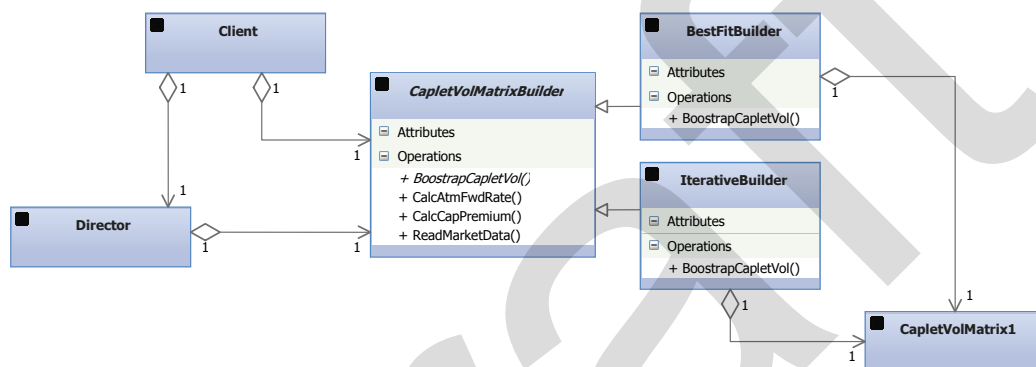 Client
1
1
1
1
Director
1
1
CapletVolMatrixBuilder
Attributes
Operations
+ BoostrapCapletVol()
+ CalcAtmFwdRate()
+ CalcCapPremium()
+ ReadMarketData()
BestFitBuilder
Attributes
Operations
+ BoostrapCapletVol()
1
1
IterativeBuilder
Attributes
Operations
+ BoostrapCapletVol()
1
1
CapletVolMatrix1